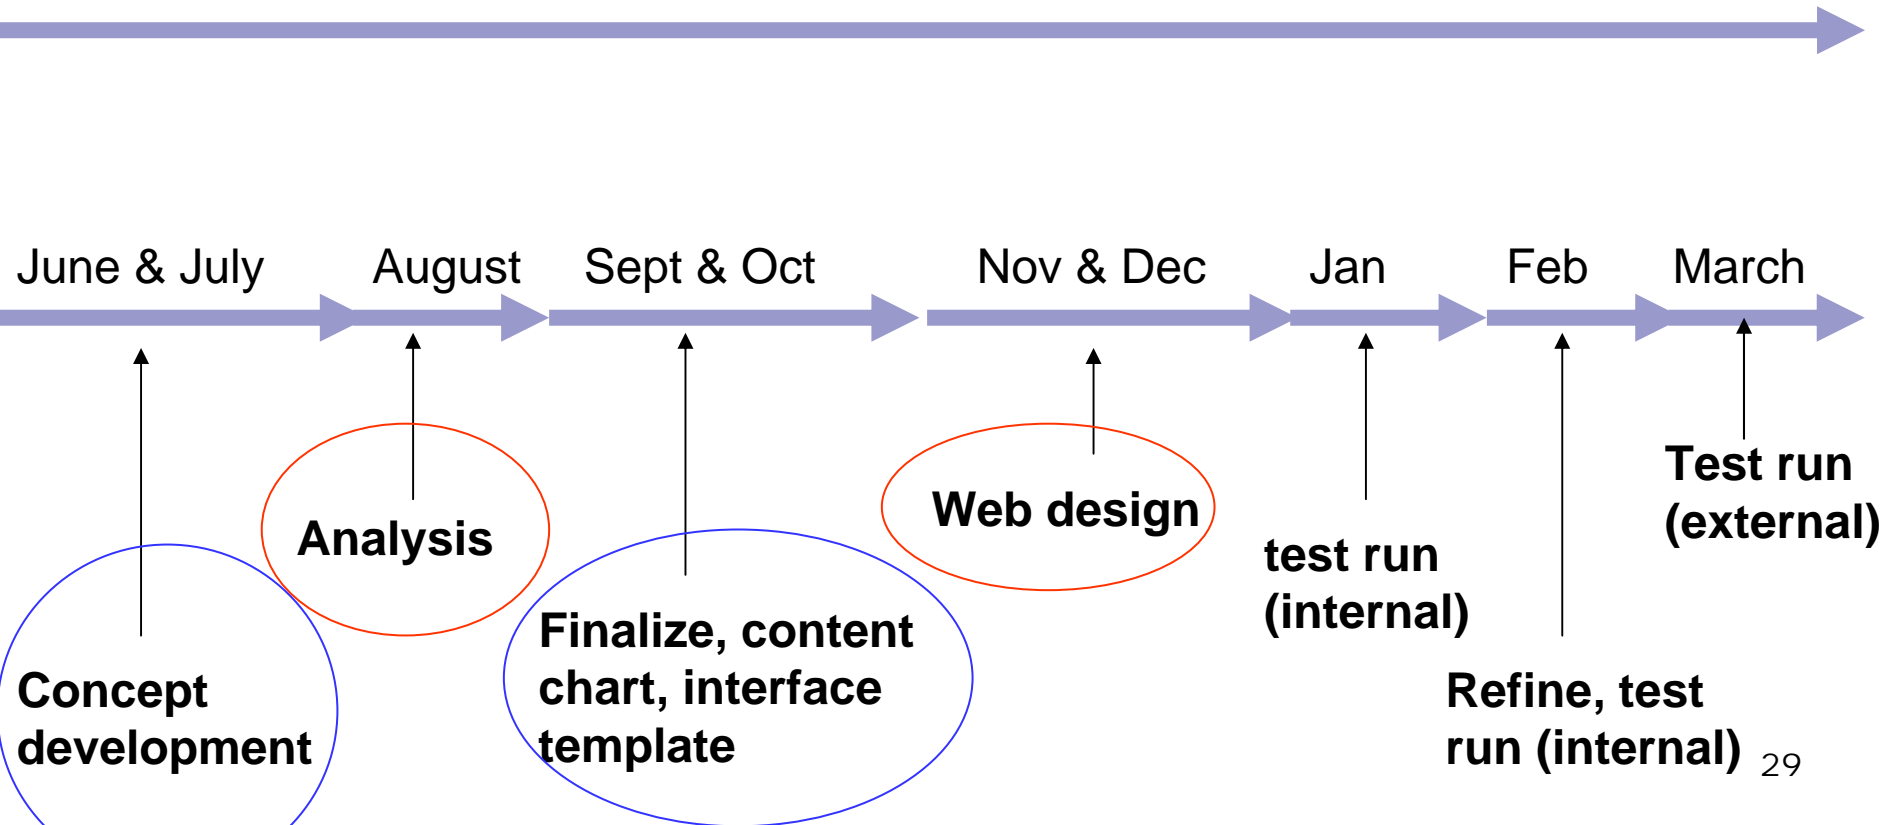 June & July August Sept & Oct Nov & Dec Jan Feb March
Concept
development
Analysis
Finalize, content
chart, interface
template
Web design
test run
(internal)
Refine, test
run (internal)
Test run
(external)
29